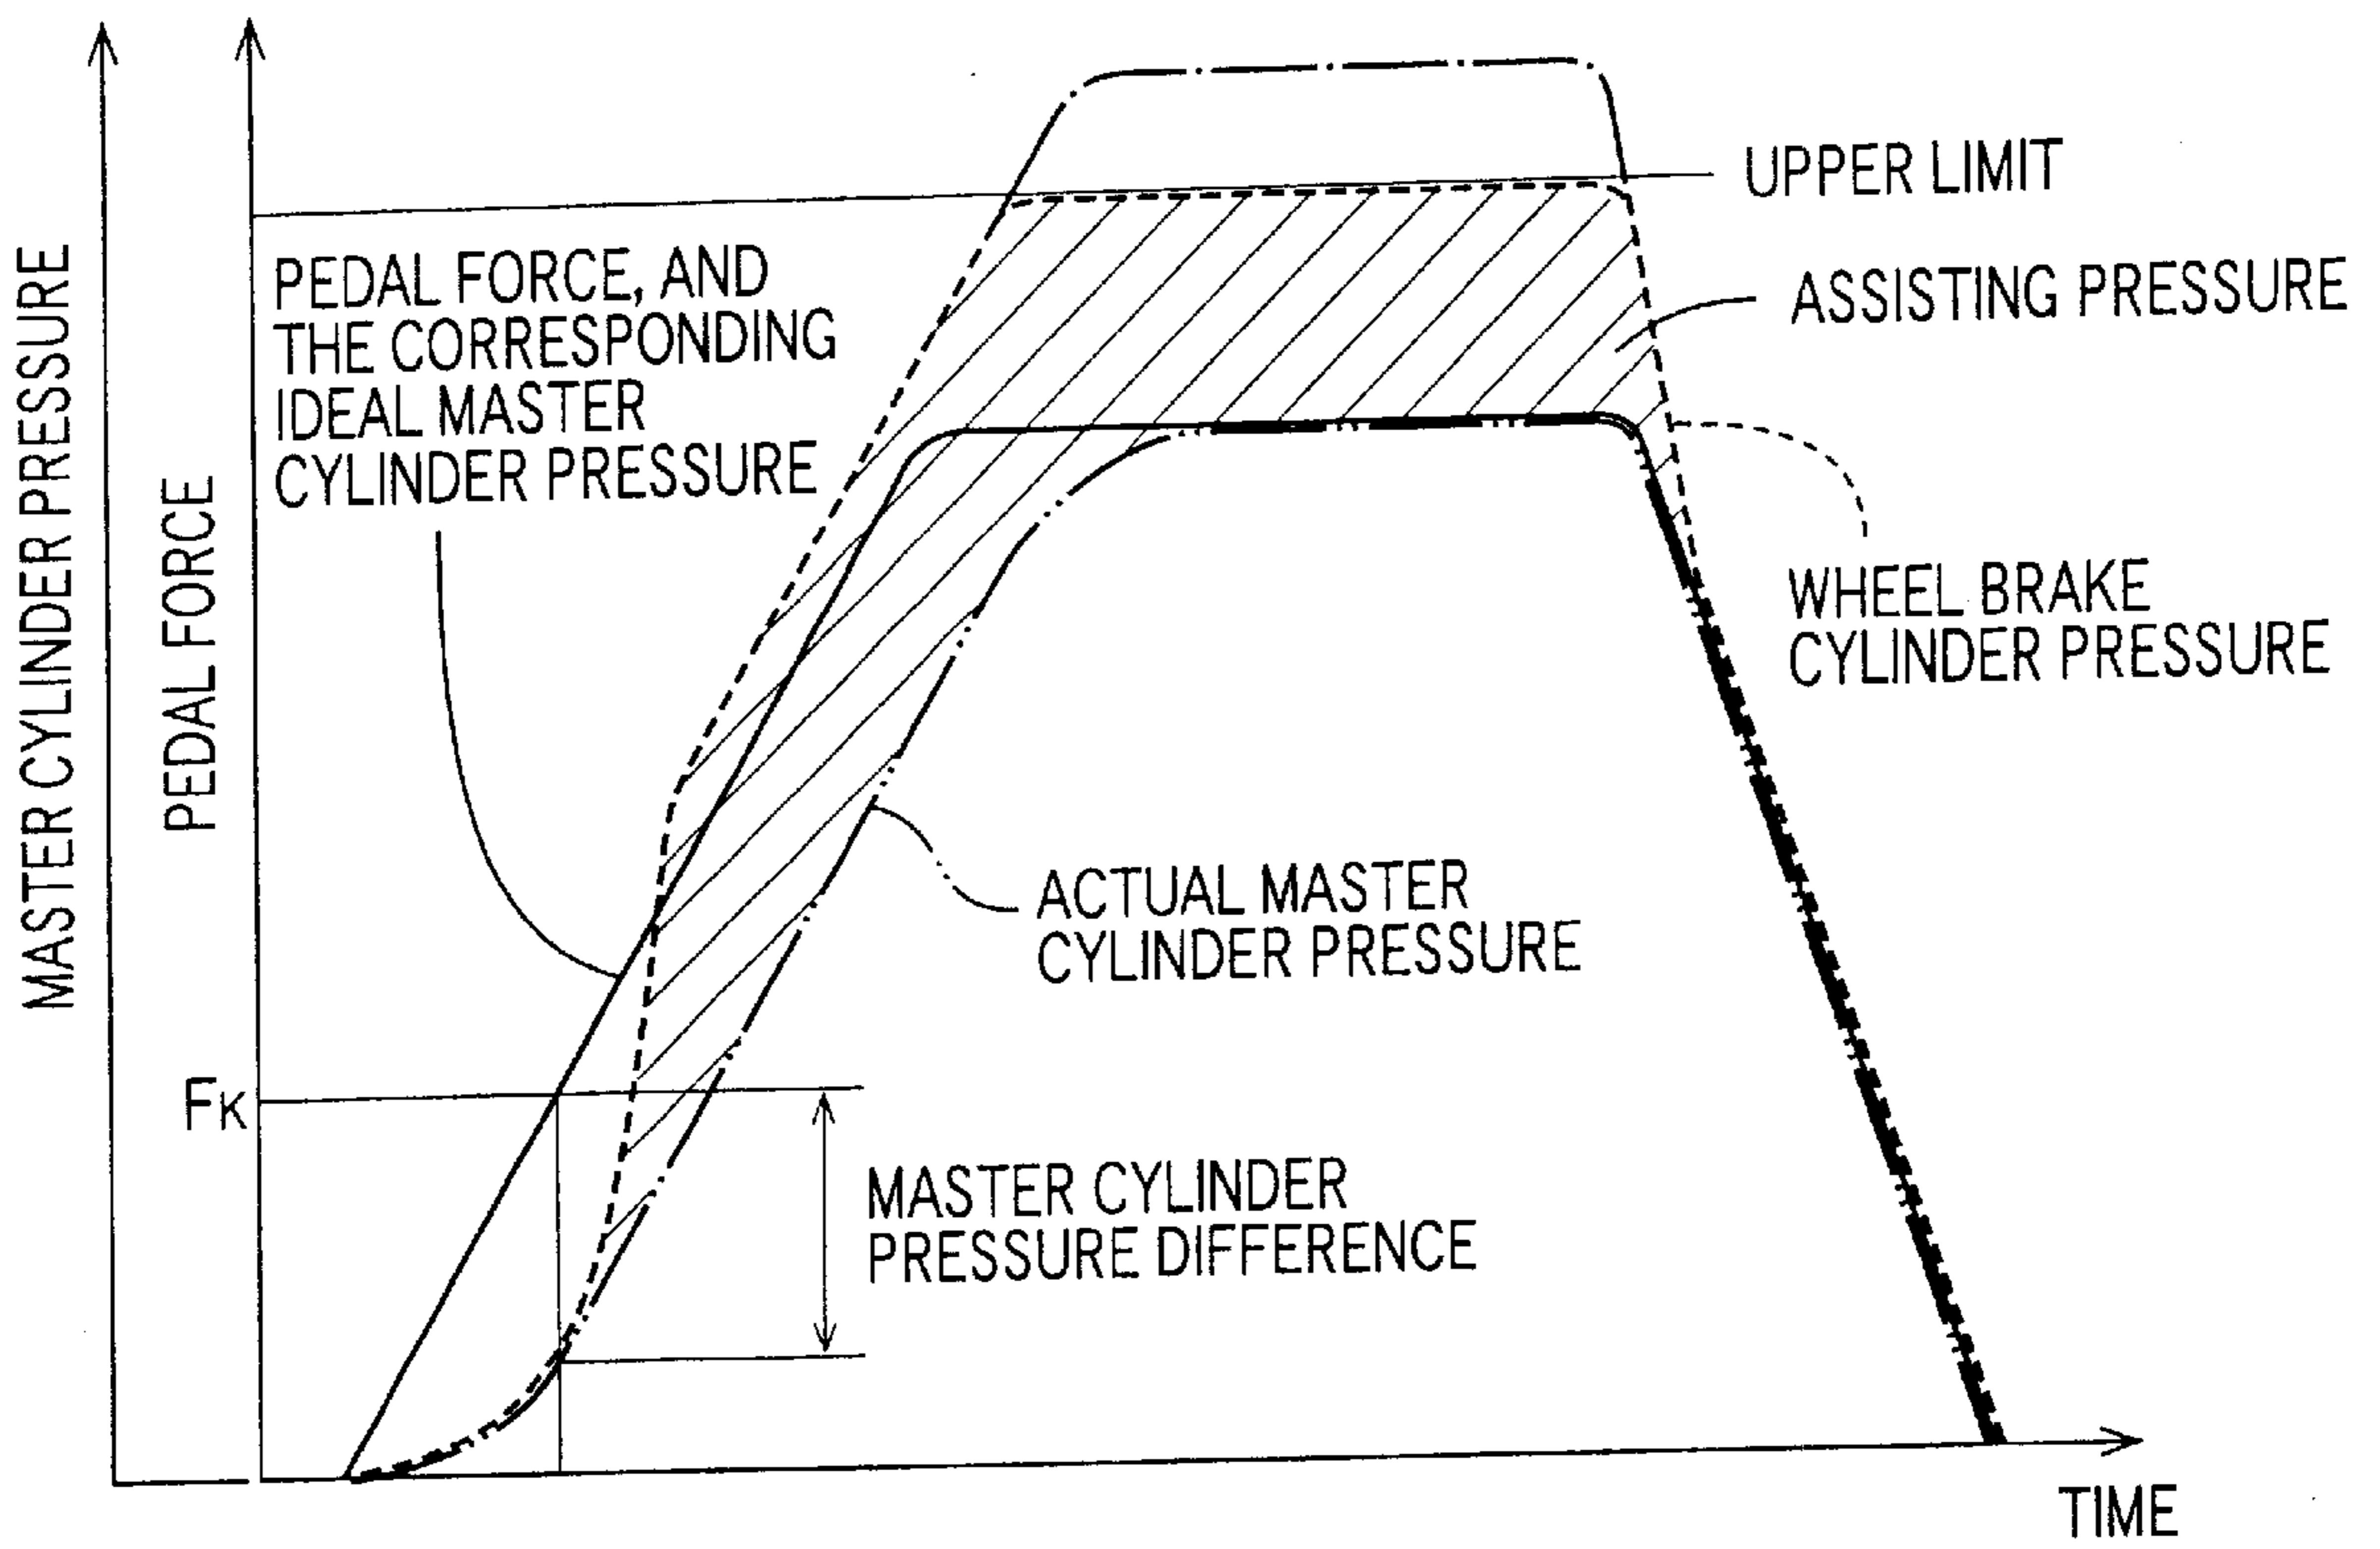 MASTER CYLINDER PRESSURE
PEDAL FORCE
UPPER LIMIT
PEDAL FORCE, AND
THE CORRESPONDING
IDEAL MASTER
CYLINDER PRESSURE
ASSISTING PRESSURE
WHEEL BRAKE
CYLINDER PRESSURE
ACTUAL MASTER
CYLINDER PRESSURE
FK
MASTER CYLINDER
PRESSURE DIFFERENCE
TIME